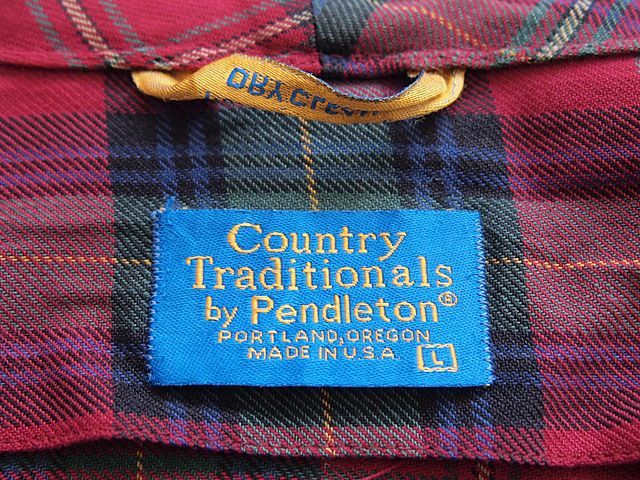 Country
Traditionals
by Pendleton®
PORTLAND, OREGON
MADE IN U.S.A
L